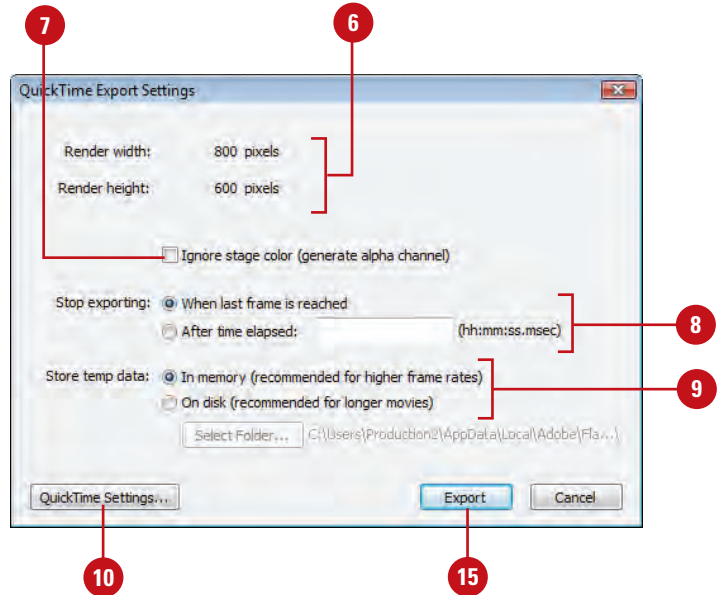 7 6
QuickTime Export Settings
Render width: 800 pixels
Render height: 600 pixels
Ignore stage color (generate alpha channel)
Stop exporting: When last frame is reached
After time elapsed: (hh:mm:ss.msec)
8
Store temp data: In memory (recommended for higher frame rates)
9
On disk (recommended for longer movies)
Select Folder... C:\Users\Production2\AppData\Local\Adobe\Fla...\
QuickTime Settings... Export Cancel
10 15